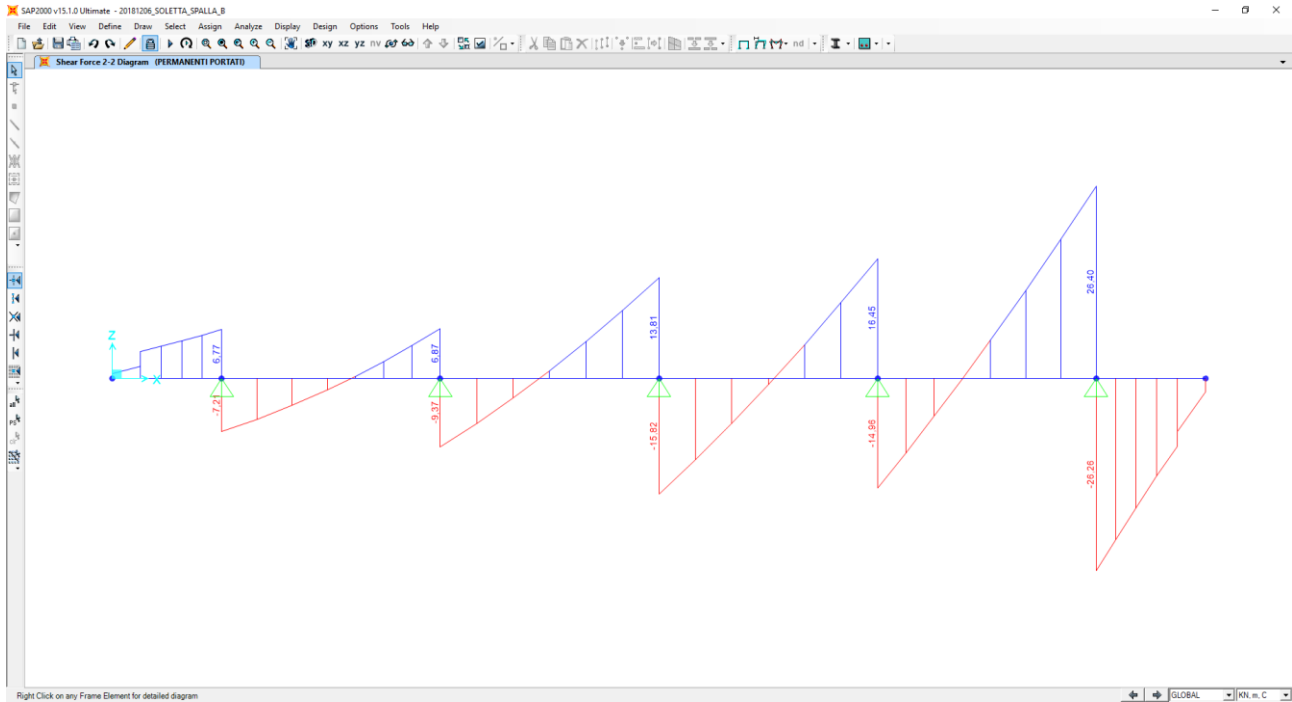 SAP2000 v15.1.0 Ultimate - 20181206_SOLETTA_SPALLA_B
File Edit View Define Draw Select Assign Analyze Display Design Options Tools Help
xy xz yz nv nd
Shear Force 2-2 Diagram (PERMANENTI PORTATI)
Z
X
6,77
-7,21
6,87
-9,37
13,81
-15,82
16,45
-14,96
26,40
-26,26
Right Click on any Frame Element for detailed diagram
GLOBAL
KN, m, C